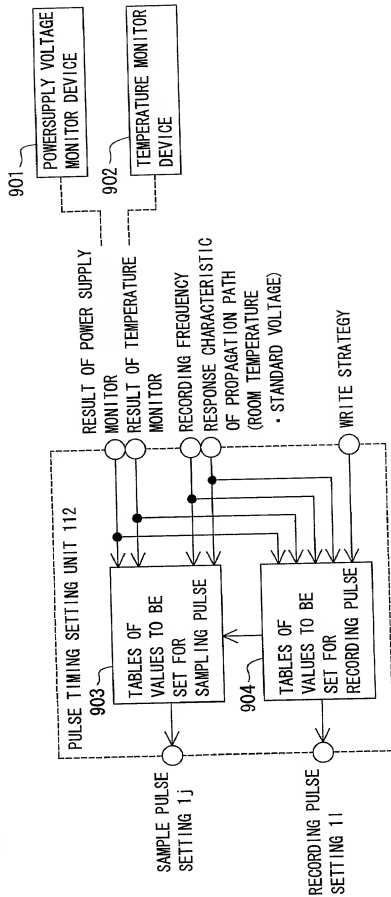 901
POWERSUPPLY VOLTAGE
MONITOR DEVICE
902
TEMPERATURE MONITOR
DEVICE
RESULT OF POWER SUPPLY
MONITOR
RESULT OF TEMPERATURE
MONITOR
RECORDING FREQUENCY
RESPONSE CHARACTERISTIC
OF PROPAGATION PATH
(ROOM TEMPERATURE
・STANDARD VOLTAGE)
WRITE STRATEGY
PULSE TIMING SETTING UNIT 112
903
TABLES OF
VALUES TO BE
SET FOR
SAMPLING PULSE
904
TABLES OF
VALUES TO BE
SET FOR
RECORDING PULSE
SAMPLE PULSE
SETTING 1j
RECORDING PULSE
SETTING 1l